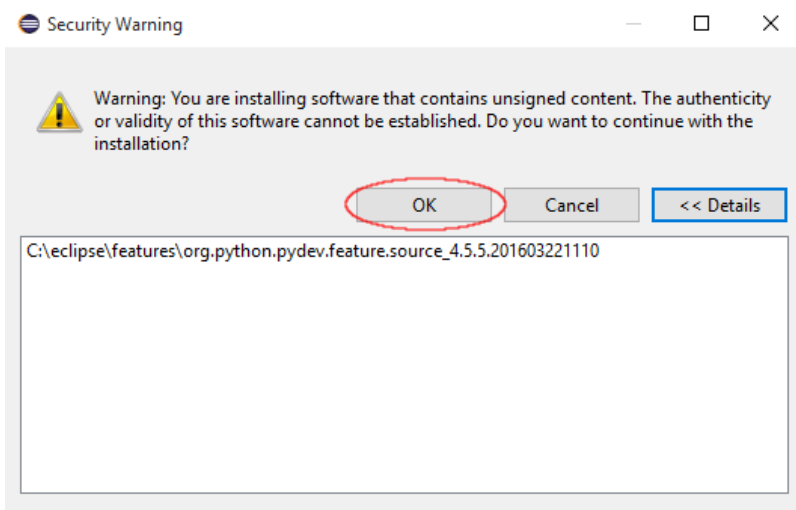 Security Warning
Warning: You are installing software that contains unsigned content. The authenticity
or validity of this software cannot be established. Do you want to continue with the
installation?
OK Cancel << Details
C:\eclipse\features\org.python.pydev.feature.source_4.5.5.201603221110